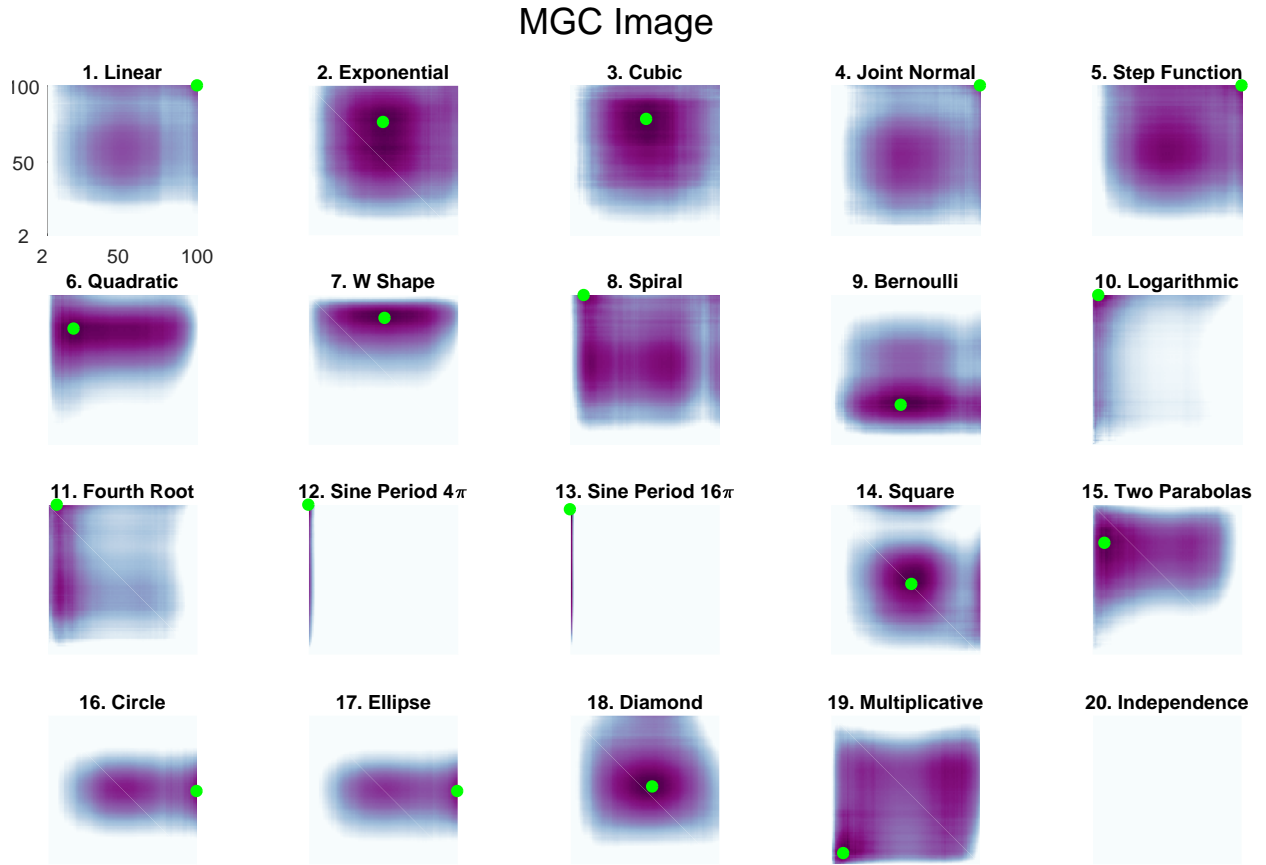 MGC Image
1. Linear
2. Exponential
3. Cubic
4. Joint Normal
5. Step Function
100
50
2
2 50 100
6. Quadratic
7. W Shape
8. Spiral
9. Bernoulli
10. Logarithmic
11. Fourth Root
12. Sine Period 4π
13. Sine Period 16π
14. Square
15. Two Parabolas
16. Circle
17. Ellipse
18. Diamond
19. Multiplicative
20. Independence